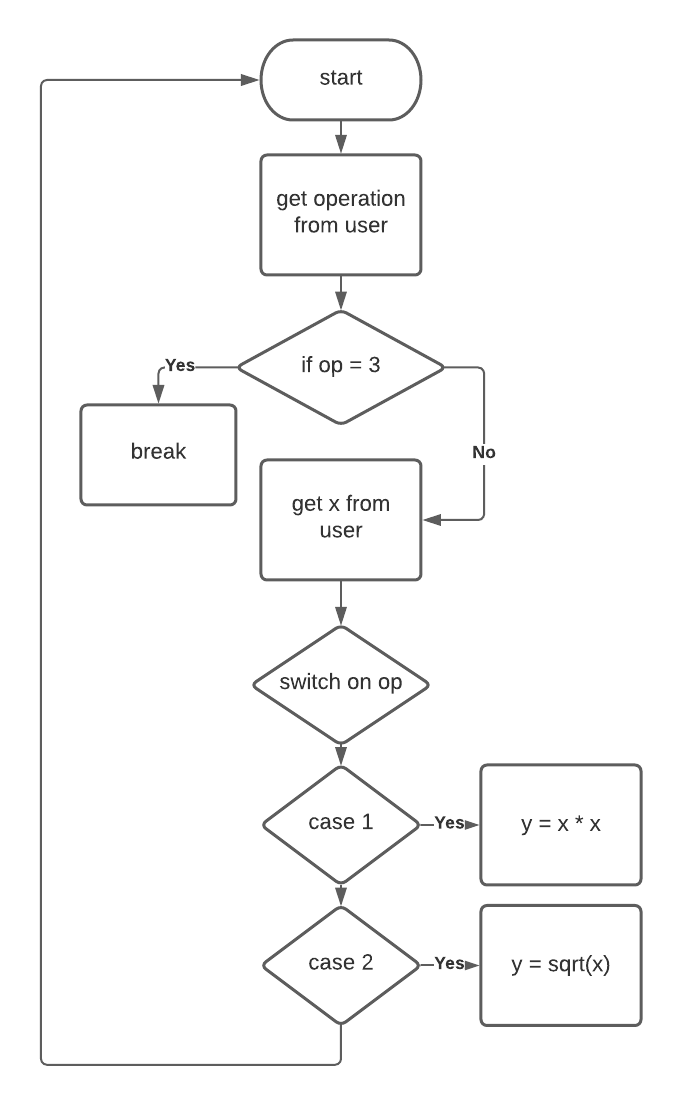 start
get operation
from user
if op = 3
Yes
break
No
get x from
user
switch on op
case 1
Yes
y = x * x
case 2
Yes
y = sqrt(x)